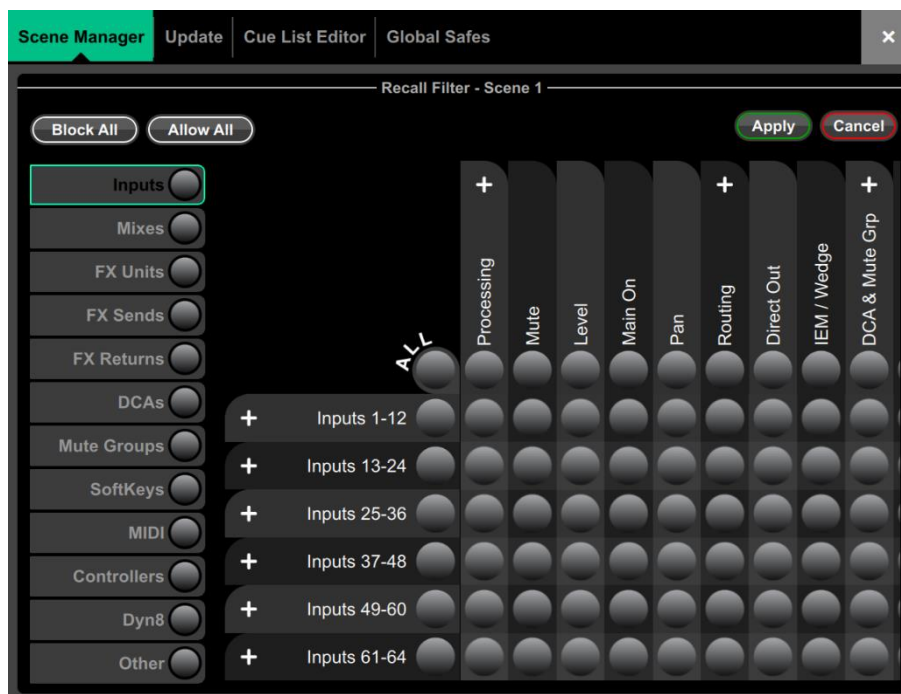 Scene Manager Update Cue List Editor Global Safes ×
Recall Filter - Scene 1
Block All Allow All Apply Cancel
Inputs
Mixes
FX Units
FX Sends
FX Returns
DCAs
Mute Groups
SoftKeys
MIDI
Controllers
Dyn8
Other
+ + +
Processing
Mute
Level
Main On
Pan
Routing
Direct Out
IEM / Wedge
DCA & Mute Grp
ALL
+ Inputs 1-12
+ Inputs 13-24
+ Inputs 25-36
+ Inputs 37-48
+ Inputs 49-60
+ Inputs 61-64